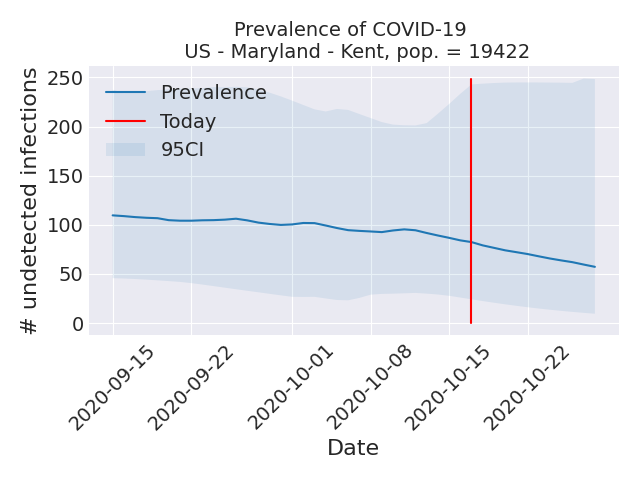 Prevalence of COVID-19
US - Maryland - Kent, pop. = 19422
# undetected infections
250
200
150
100
50
0
Prevalence
Today
95CI
2020-09-15
2020-09-22
2020-10-01
2020-10-08
2020-10-15
2020-10-22
Date